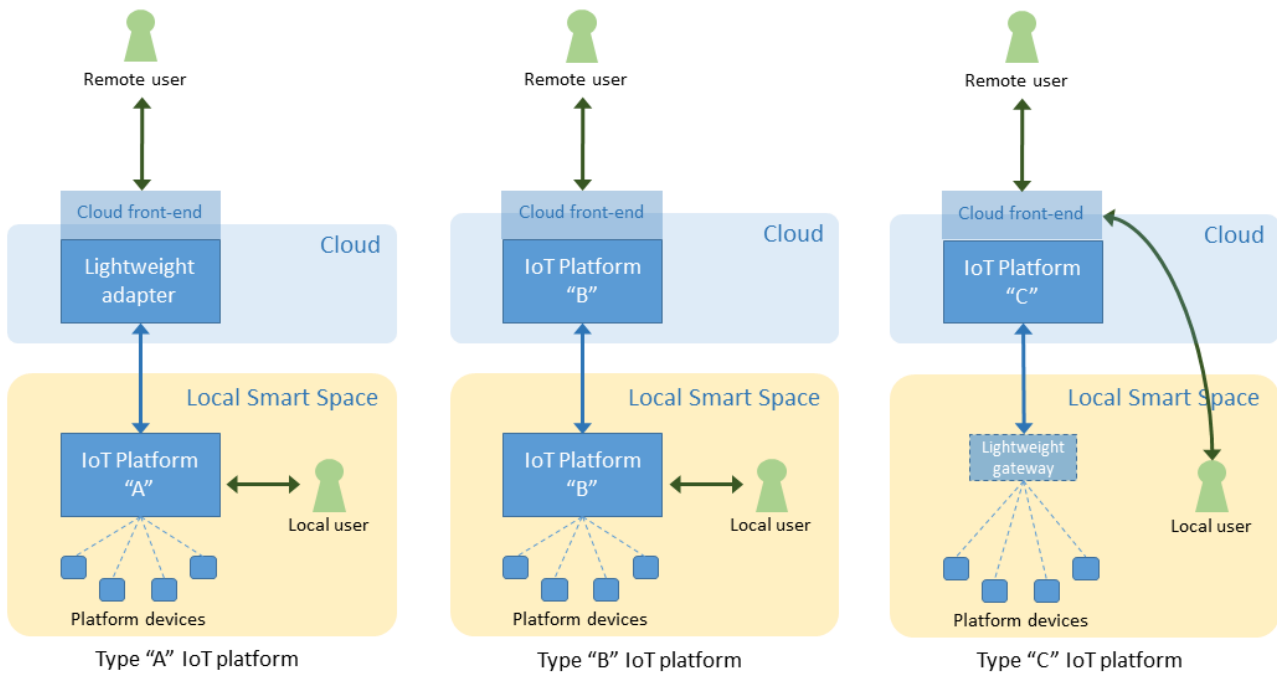 Remote user
Cloud front-end
Cloud
Lightweight
adapter
Local Smart Space
IoT Platform
“A”
Local user
Platform devices
Type “A” IoT platform
Remote user
Cloud front-end
Cloud
IoT Platform
“B”
Local Smart Space
IoT Platform
“B”
Local user
Platform devices
Type “B” IoT platform
Remote user
Cloud front-end
Cloud
IoT Platform
“C”
Local Smart Space
Lightweight
gateway
Local user
Platform devices
Type “C” IoT platform